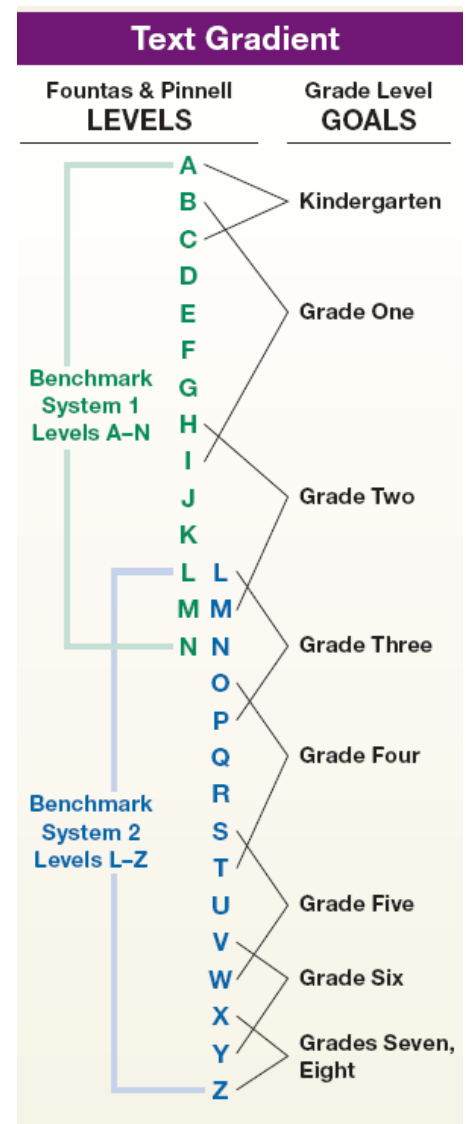 Text Gradient
Fountas & Pinnell
LEVELS
Grade Level
GOALS
A
B
Kindergarten
C
D
E
Grade One
F
Benchmark
System 1
Levels A–N
G
H
I
J
Grade Two
K
L L
M M
N N
Grade Three
O
P
Q
Grade Four
R
Benchmark
System 2
Levels L–Z
S
T
U
Grade Five
V
W
Grade Six
X
Y
Grades Seven,
Eight
Z